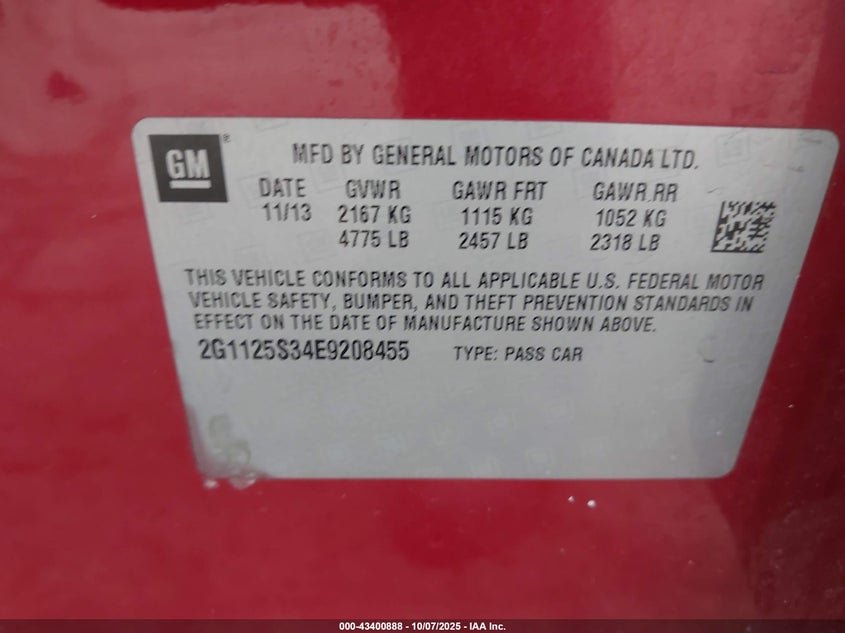 GM®
MFD BY GENERAL MOTORS OF CANADA LTD.
DATE GVWR GAWR FRT GAWR RR
11/13 2167 KG 1115 KG 1052 KG
4775 LB 2457 LB 2318 LB
THIS VEHICLE CONFORMS TO ALL APPLICABLE U.S. FEDERAL MOTOR
VEHICLE SAFETY, BUMPER, AND THEFT PREVENTION STANDARDS IN
EFFECT ON THE DATE OF MANUFACTURE SHOWN ABOVE.
2G1125S34E9208455 TYPE: PASS CAR
000-43400888 - 10/07/2025 - IAA Inc.